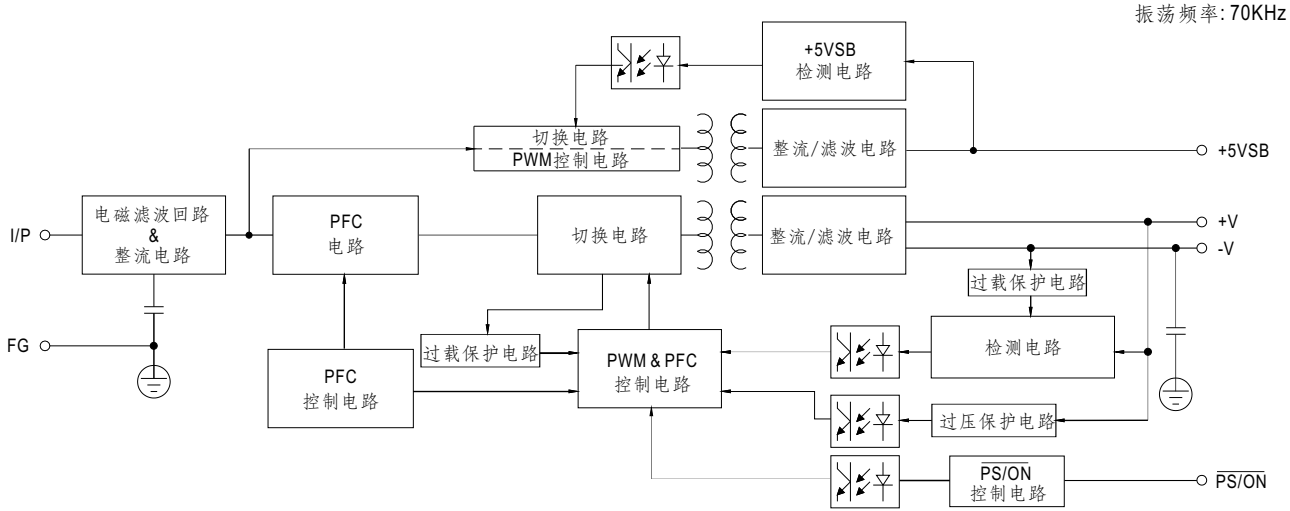 振荡频率: 70KHz
+5VSB
检测电路
切换电路
PWM控制电路
整流/滤波电路
+5VSB
I/P
电磁滤波回路
&
整流电路
PFC
电路
切换电路
整流/滤波电路
+V
-V
过载保护电路
FG
过载保护电路
PWM & PFC
控制电路
检测电路
PFC
控制电路
过压保护电路
PS/ON
控制电路
PS/ON